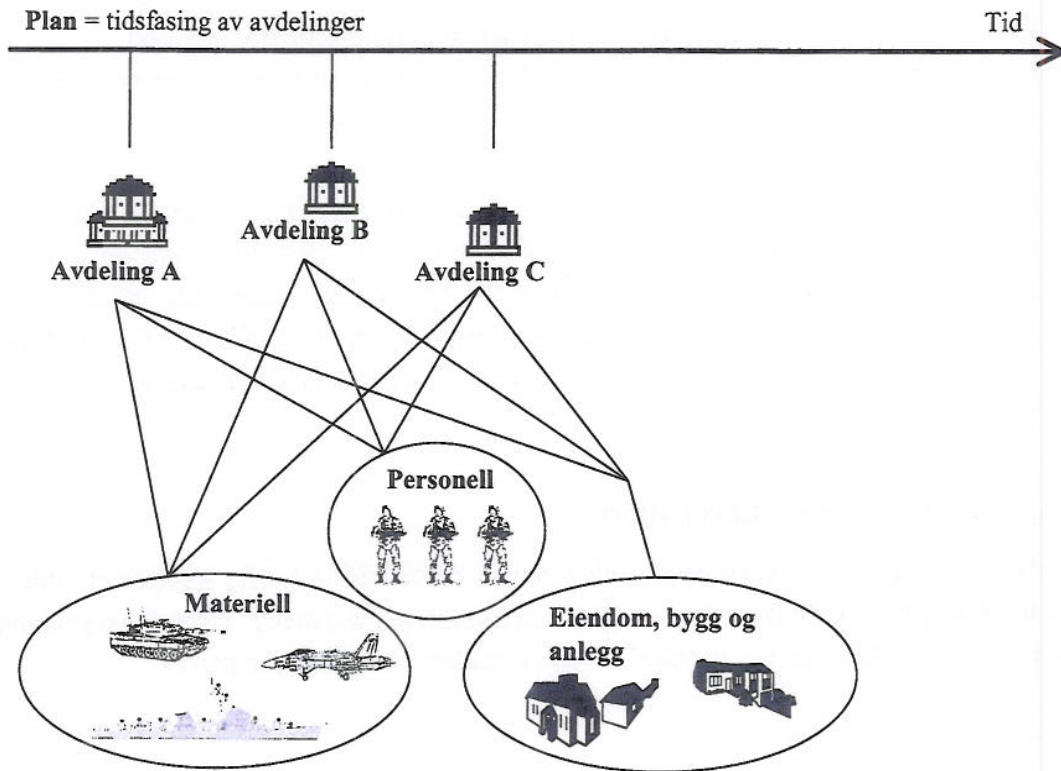 Plan = tidsfasing av avdelinger
Tid
Avdeling A
Avdeling B
Avdeling C
Personell
Materiell
Eiendom, bygg og
anlegg